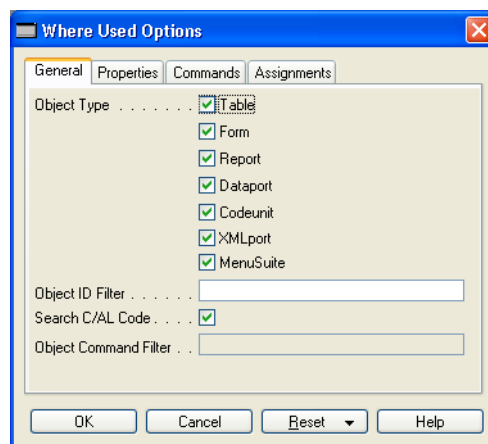 Where Used Options
General Properties Commands Assignments
Object Type . . . . . . . Table
Form
Report
Dataport
Codeunit
XMLport
MenuSuite
Object ID Filter . . . . . .
Search C/AL Code . . . .
Object Command Filter . .
OK Cancel Reset Help